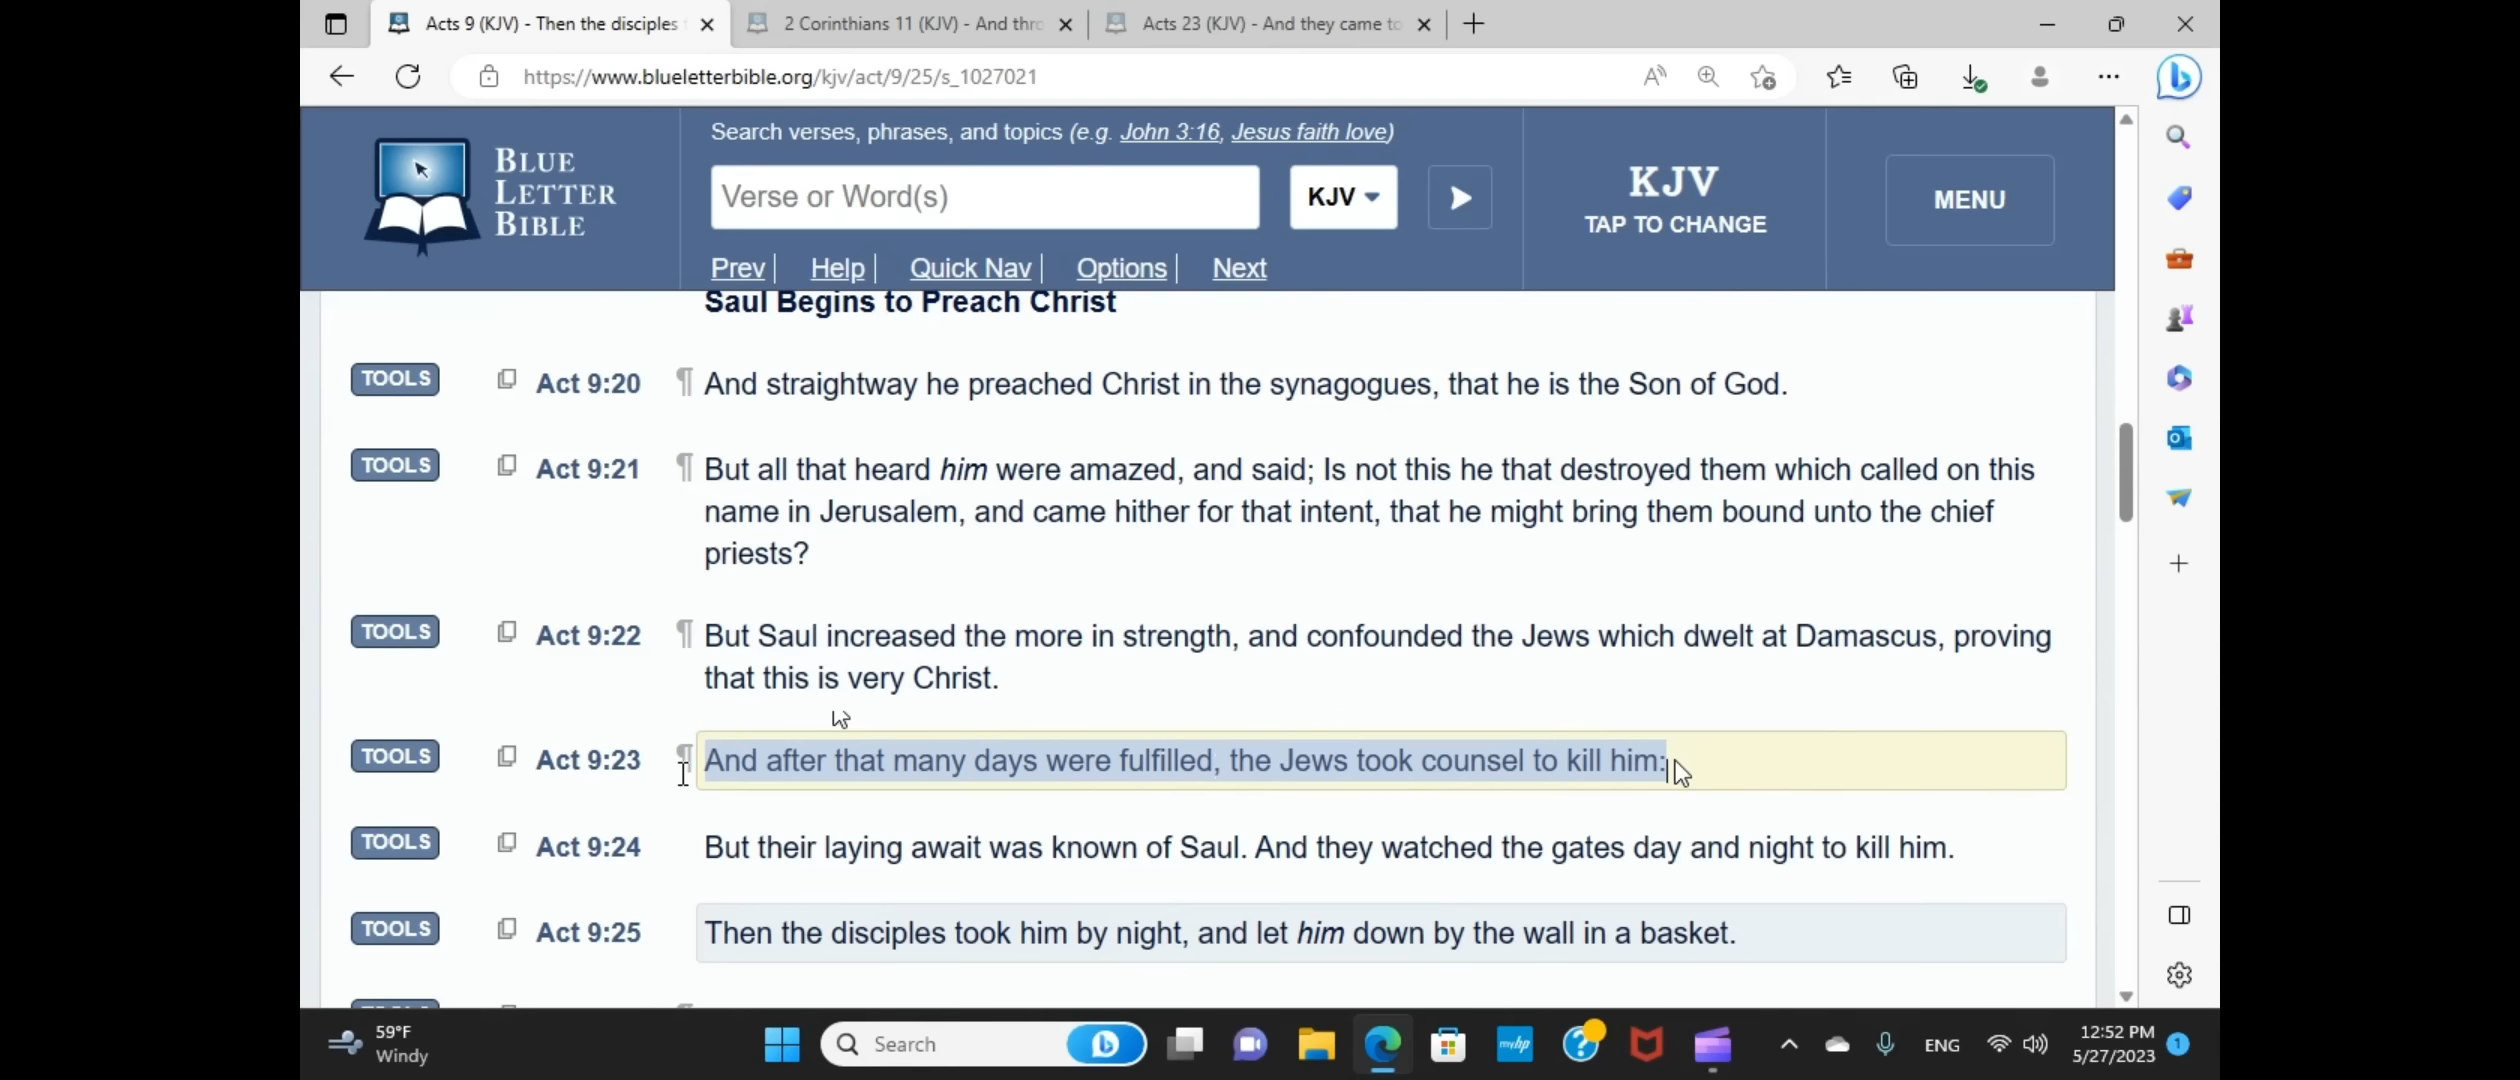 Acts 9 (KJV) - Then the disciples
2 Corinthians 11 (KJV) - And thro
Acts 23 (KJV) - And they came to
https://www.blueletterbible.org/kjv/act/9/25/s_1027021
BLUE
LETTER
BIBLE
Search verses, phrases, and topics (e.g. John 3:16, Jesus faith love)
Verse or Word(s)
KJV
KJV
TAP TO CHANGE
MENU
Prev
Help
Quick Nav
Options
Next
Saul Begins to Preach Christ
TOOLS Act 9:20 ¶ And straightway he preached Christ in the synagogues, that he is the Son of God.
TOOLS Act 9:21 ¶ But all that heard him were amazed, and said; Is not this he that destroyed them which called on this
name in Jerusalem, and came hither for that intent, that he might bring them bound unto the chief
priests?
TOOLS Act 9:22 ¶ But Saul increased the more in strength, and confounded the Jews which dwelt at Damascus, proving
that this is very Christ.
TOOLS Act 9:23 ¶ And after that many days were fulfilled, the Jews took counsel to kill him:
TOOLS Act 9:24 But their laying await was known of Saul. And they watched the gates day and night to kill him.
TOOLS Act 9:25 Then the disciples took him by night, and let him down by the wall in a basket.
59°F
Windy
Search
myhp
ENG
12:52 PM
5/27/2023
1